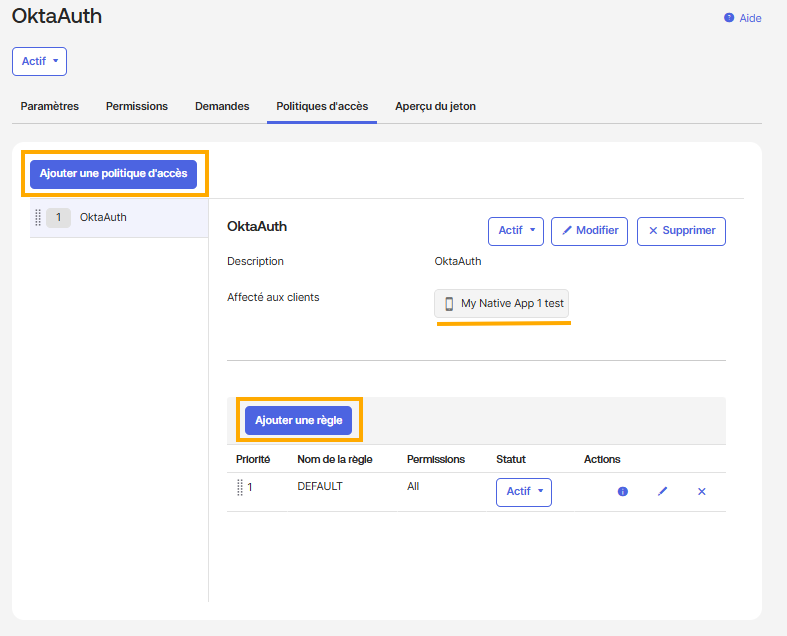 OktaAuth
Aide
Actif
Paramètres Permissions Demandes Politiques d'accès Aperçu du jeton
Ajouter une politique d'accès
1 OktaAuth
OktaAuth
Actif Modifier Supprimer
Description OktaAuth
Affecté aux clients My Native App 1 test
Ajouter une règle
Priorité Nom de la règle Permissions Statut Actions
1 DEFAULT All Actif